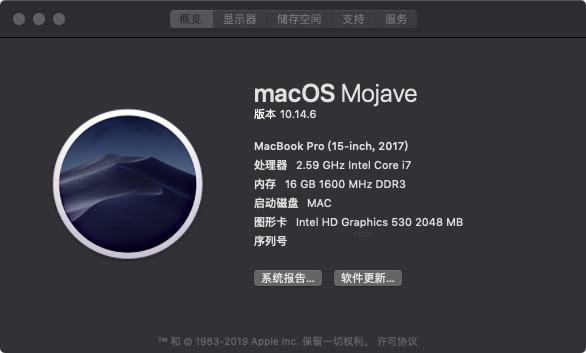 概览 显示器 储存空间 支持 服务
macOS Mojave
版本 10.14.6
MacBook Pro (15-inch, 2017)
处理器 2.59 GHz Intel Core i7
内存 16 GB 1600 MHz DDR3
启动磁盘 MAC
图形卡 Intel HD Graphics 530 2048 MB
序列号
系统报告... 软件更新...
™ 和 © 1983-2019 Apple Inc. 保留一切权利。 许可协议